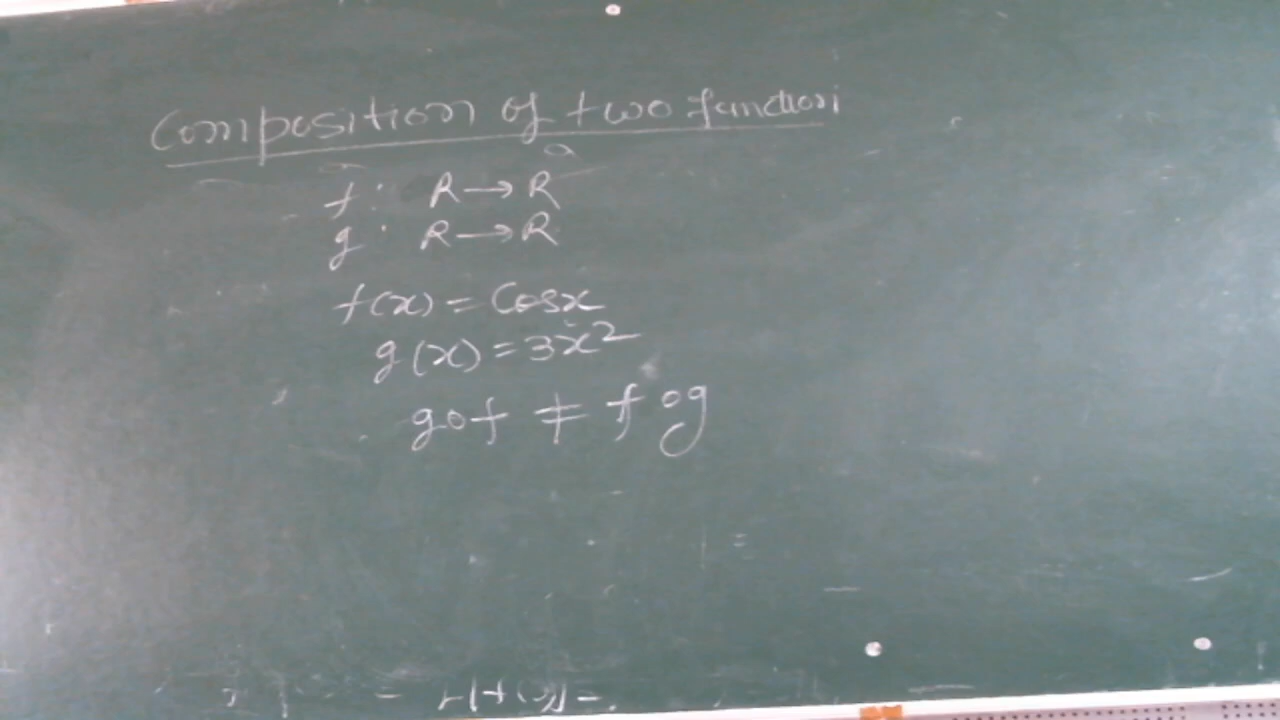 Composition of two function
f: R→R
g: R→R
f(x) = Cosx
g(x) = 3x²
gof ≠ fog